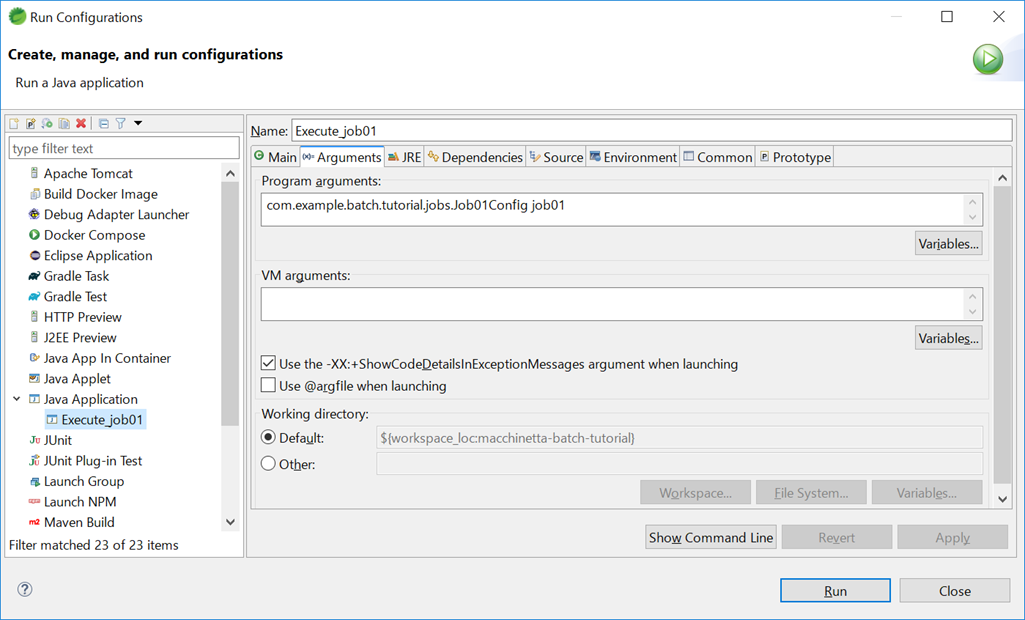 Run Configurations
Create, manage, and run configurations
Run a Java application
type filter text
Apache Tomcat
Build Docker Image
Debug Adapter Launcher
Docker Compose
Eclipse Application
Gradle Task
Gradle Test
HTTP Preview
J2EE Preview
Java App In Container
Java Applet
Java Application
Execute_job01
JUnit
JUnit Plug-in Test
Launch Group
Launch NPM
Maven Build
Filter matched 23 of 23 items
Name: Execute_job01
Main Arguments JRE Dependencies Source Environment Common Prototype
Program arguments:
com.example.batch.tutorial.jobs.Job01Config job01
Variables...
VM arguments:
Variables...
Use the -XX:+ShowCodeDetailsInExceptionMessages argument when launching
Use @argfile when launching
Working directory:
Default: ${workspace_loc:macchinetta-batch-tutorial}
Other:
Workspace... File System... Variables...
Show Command Line Revert Apply
Run Close